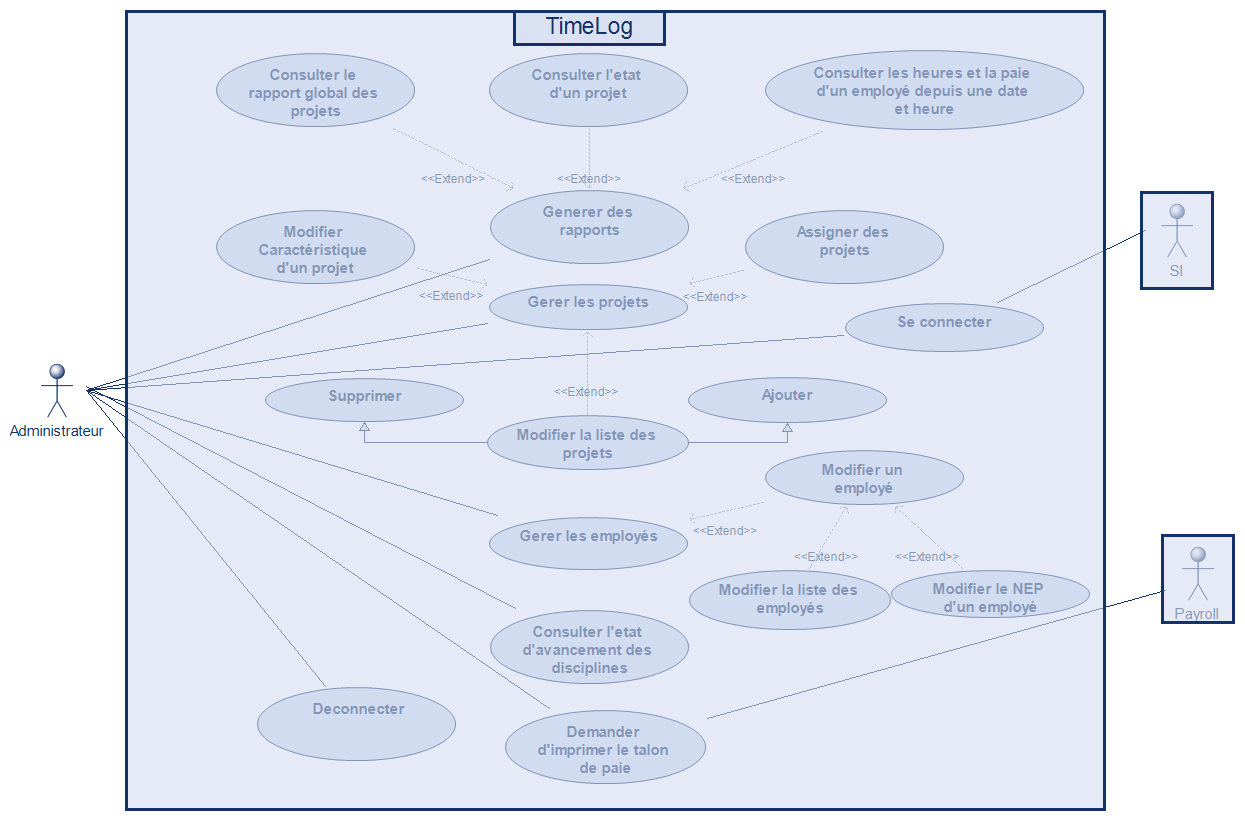 TimeLog
Consulter le
rapport global des
projets
Consulter l'etat
d'un projet
Consulter les heures et la paie
d'un employé depuis une date
et heure
<<Extend>>
<<Extend>>
<<Extend>>
Generer des
rapports
Modifier
Caractéristique
d'un projet
Assigner des
projets
SI
<<Extend>>
<<Extend>>
Gerer les projets
Se connecter
Administrateur
<<Extend>>
Supprimer
Ajouter
Modifier la liste des
projets
Modifier un
employé
Gerer les employés
<<Extend>>
<<Extend>>
<<Extend>>
Modifier la liste des
employés
Modifier le NEP
d'un employé
Payroll
Consulter l'etat
d'avancement des
disciplines
Deconnecter
Demander
d'imprimer le talon
de paie